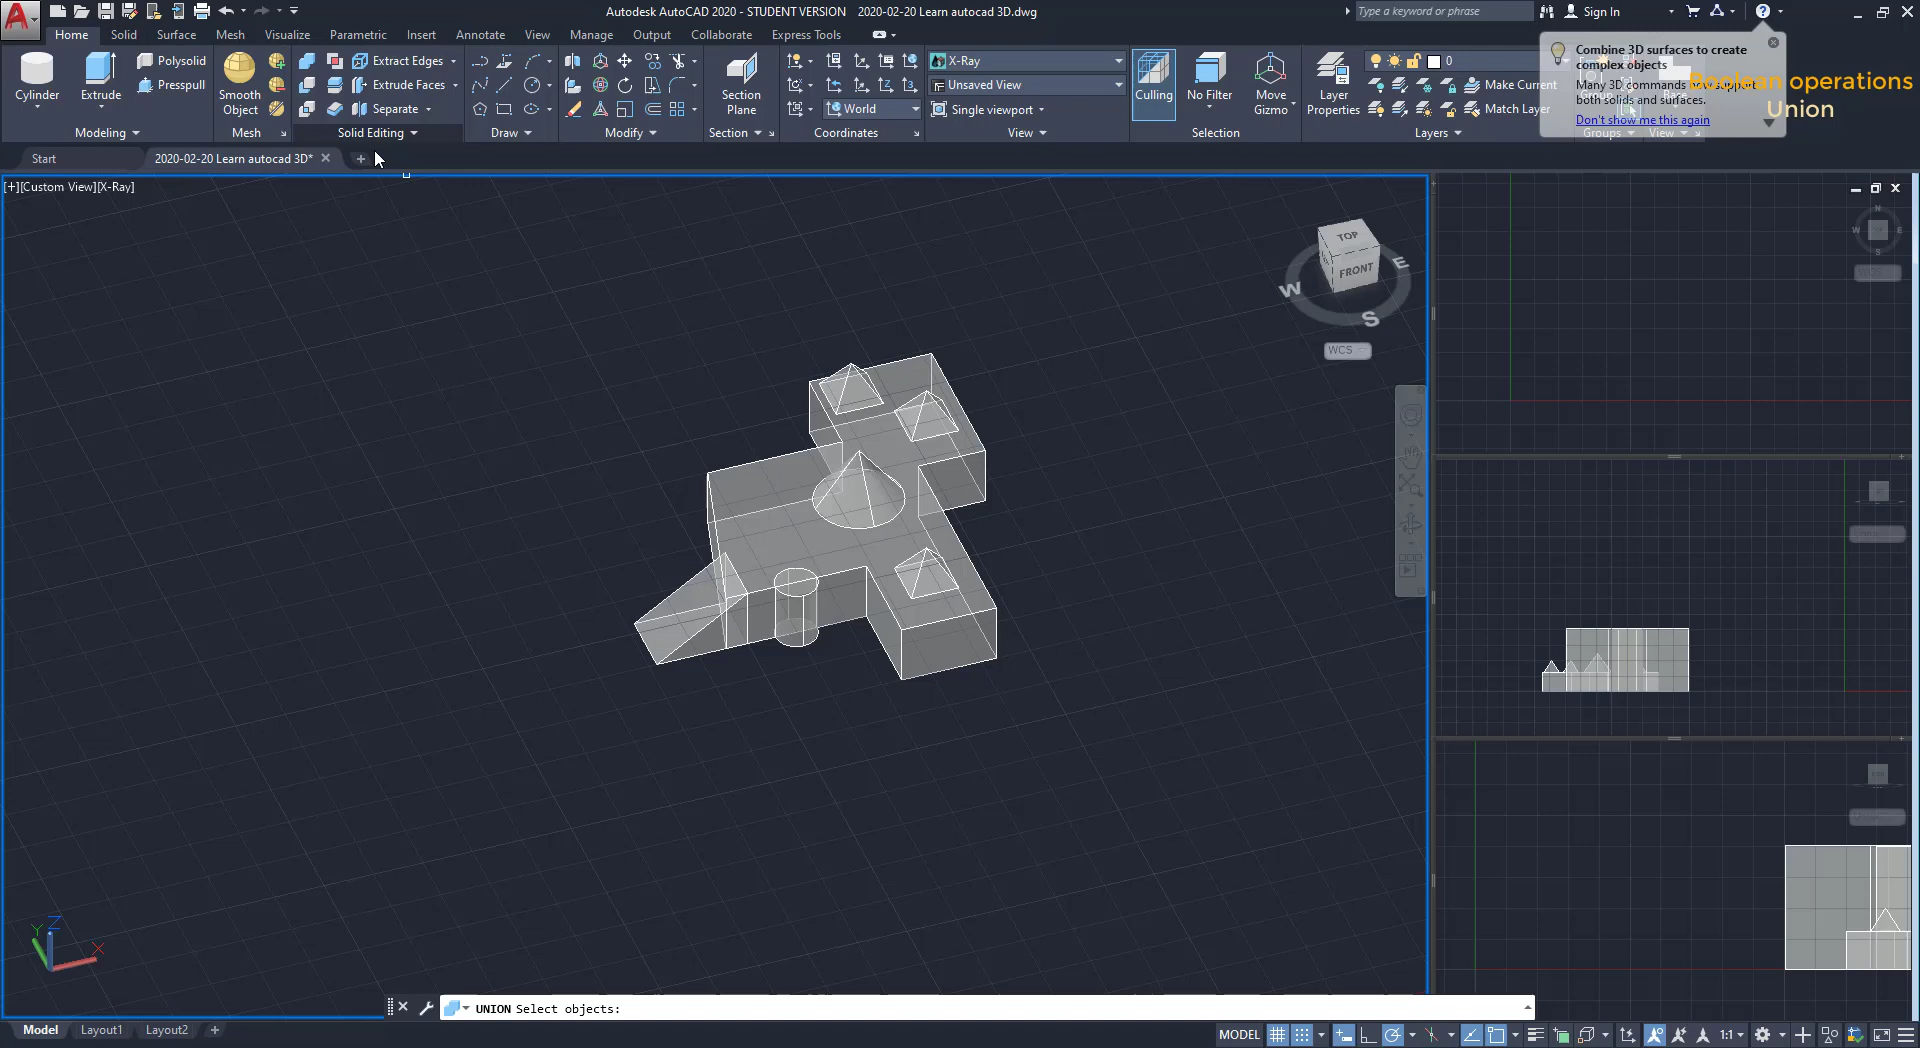 Autodesk AutoCAD 2020 - STUDENT VERSION 2020-02-20 Learn autocad 3D.dwg
Type a keyword or phrase
Sign In
Home Solid Surface Mesh Visualize Parametric Insert Annotate View Manage Output Collaborate Express Tools
Cylinder
Extrude
Polysolid
Presspull
Modeling
Smooth
Object
Mesh
Extract Edges
Extrude Faces
Separate
Solid Editing
Draw
Modify
Section
Plane
Section
World
Coordinates
X-Ray
Unsaved View
Single viewport
View
Culling
No Filter
Move
Gizmo
Selection
Layer
Properties
0
Make Current
Match Layer
Layers
Combine 3D surfaces to create
complex objects
Many 3D commands now support
both solids and surfaces.
Don't show me this again
Group
Base
Groups
View
Boolean operations
Union
Start
2020-02-20 Learn autocad 3D*
[+][Custom View][X-Ray]
TOP
FRONT
W
E
S
WCS
N
W
E
S
Z
Y
X
UNION Select objects:
Model Layout1 Layout2
MODEL
1:1